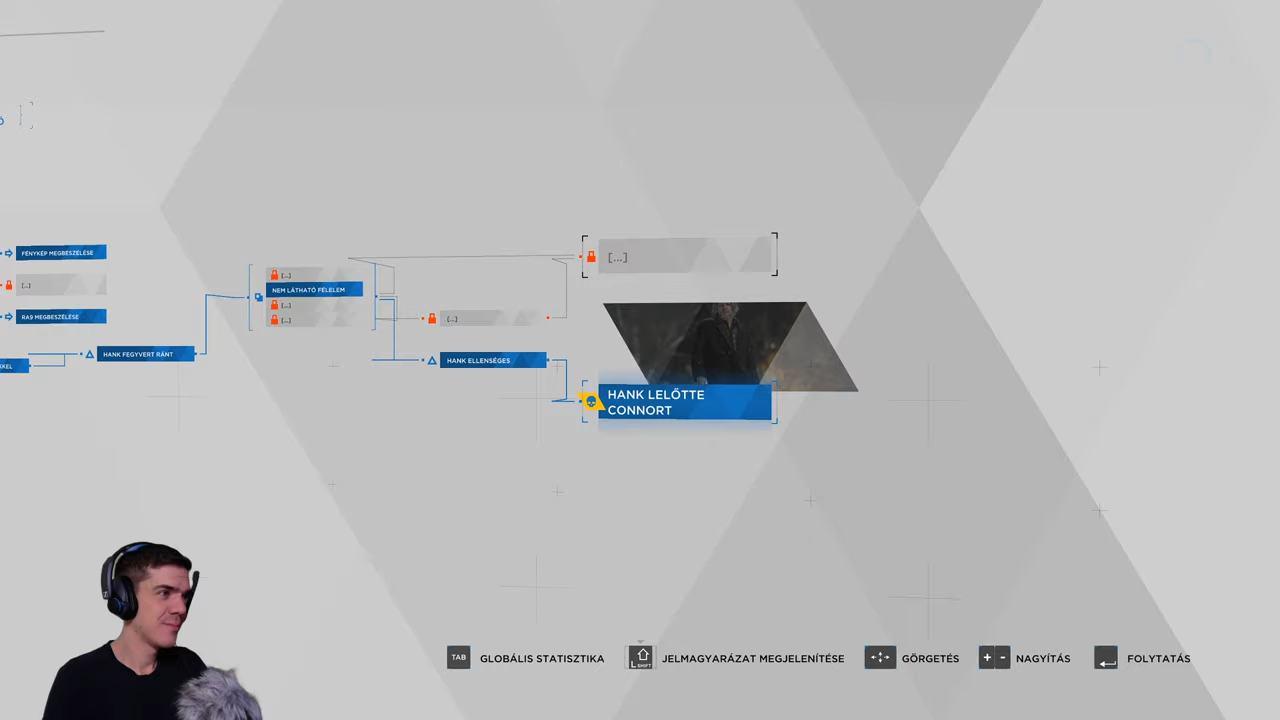 Ó
FÉNYKÉP MEGBESZÉLÉSE
[...]
RA9 MEGBESZÉLÉSE
KKEL
HANK FEGYVERT RÁNT
[...]
NEM LÁTHATÓ FÉLELEM
[...]
[...]
[...]
HANK ELLENSÉGES
[...]
HANK LELŐTTE
CONNORT
TAB GLOBÁLIS STATISZTIKA
L SHIFT JELMAGYARÁZAT MEGJELENÍTÉSE
GÖRGETÉS
+ - NAGYÍTÁS
FOLYTATÁS